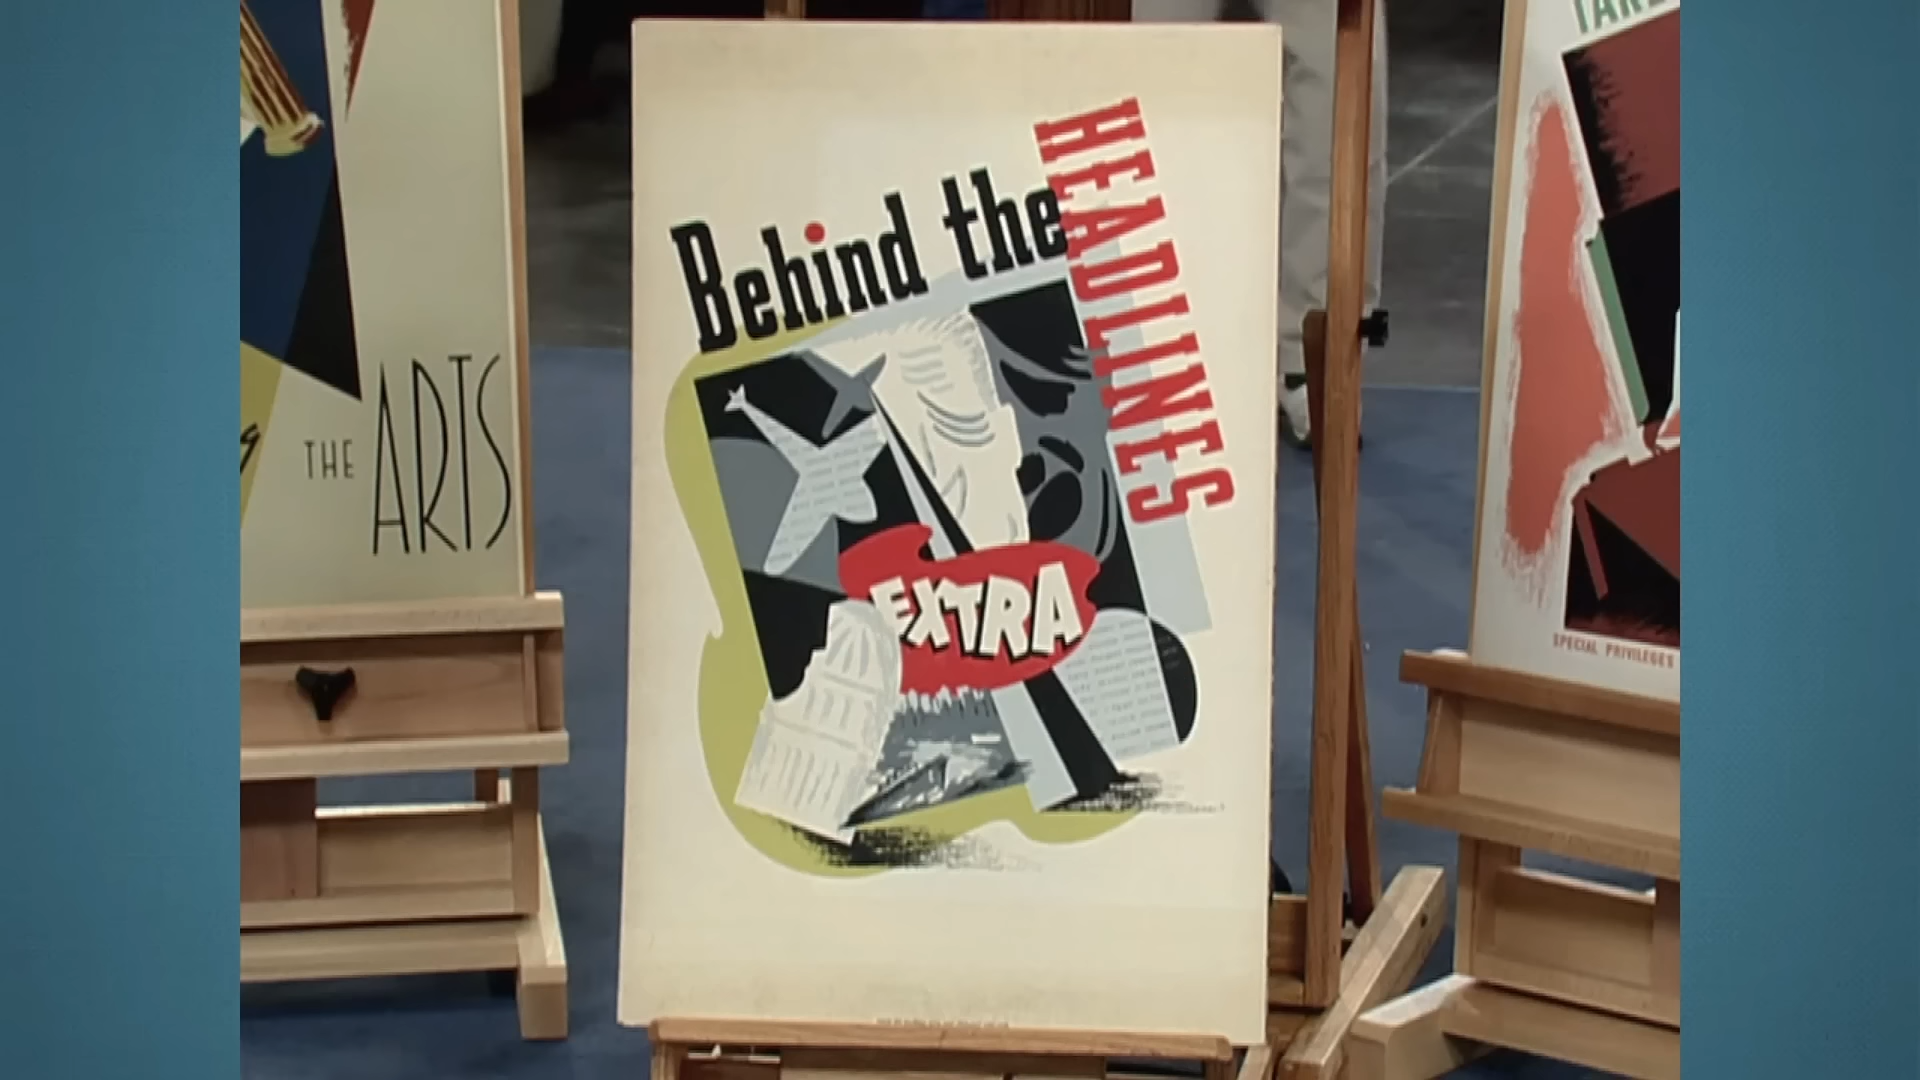 Behind the
HEADLINES
EXTRA
THE ARTS
SPECIAL PRIVILEGES